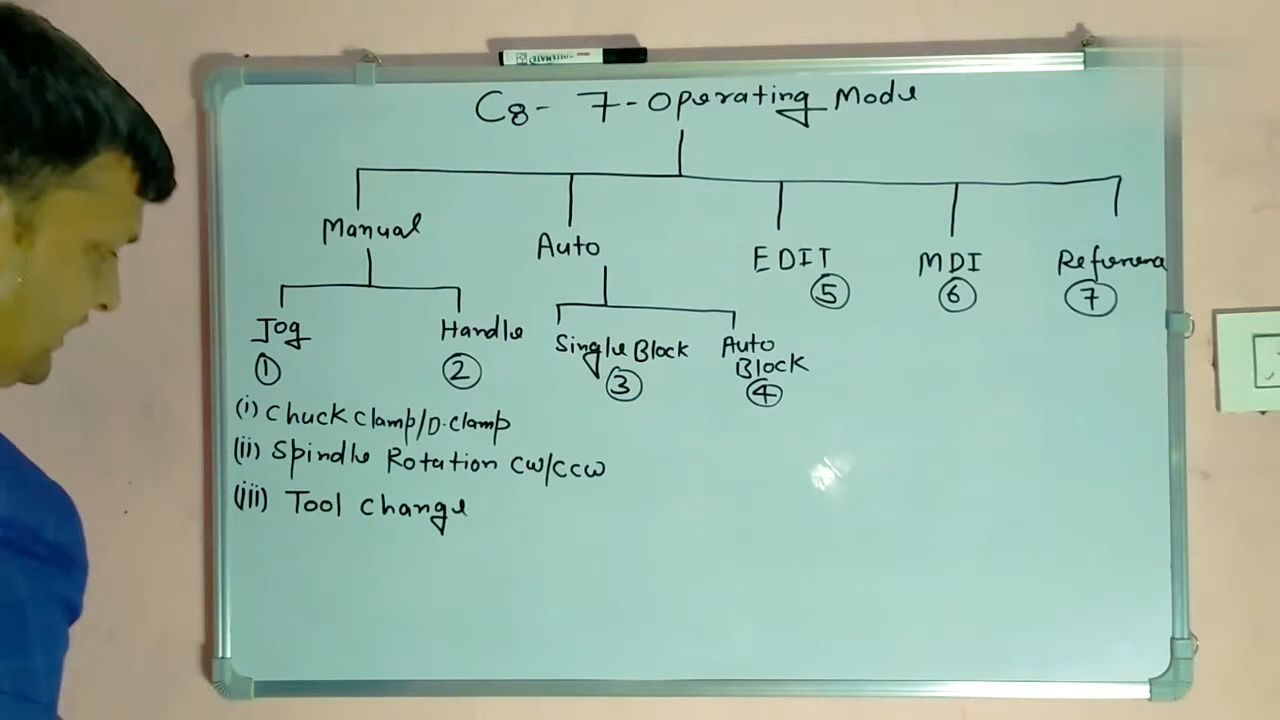 C8- 7-Operating Mode
Manual Auto EDIT MDI Reference
5 6 7
Jog Handle Single Block Auto Block
1 2 3 4
(i) Chuck Clamp/D.Clamp
(ii) Spindle Rotation CW/CCW
(iii) Tool Change